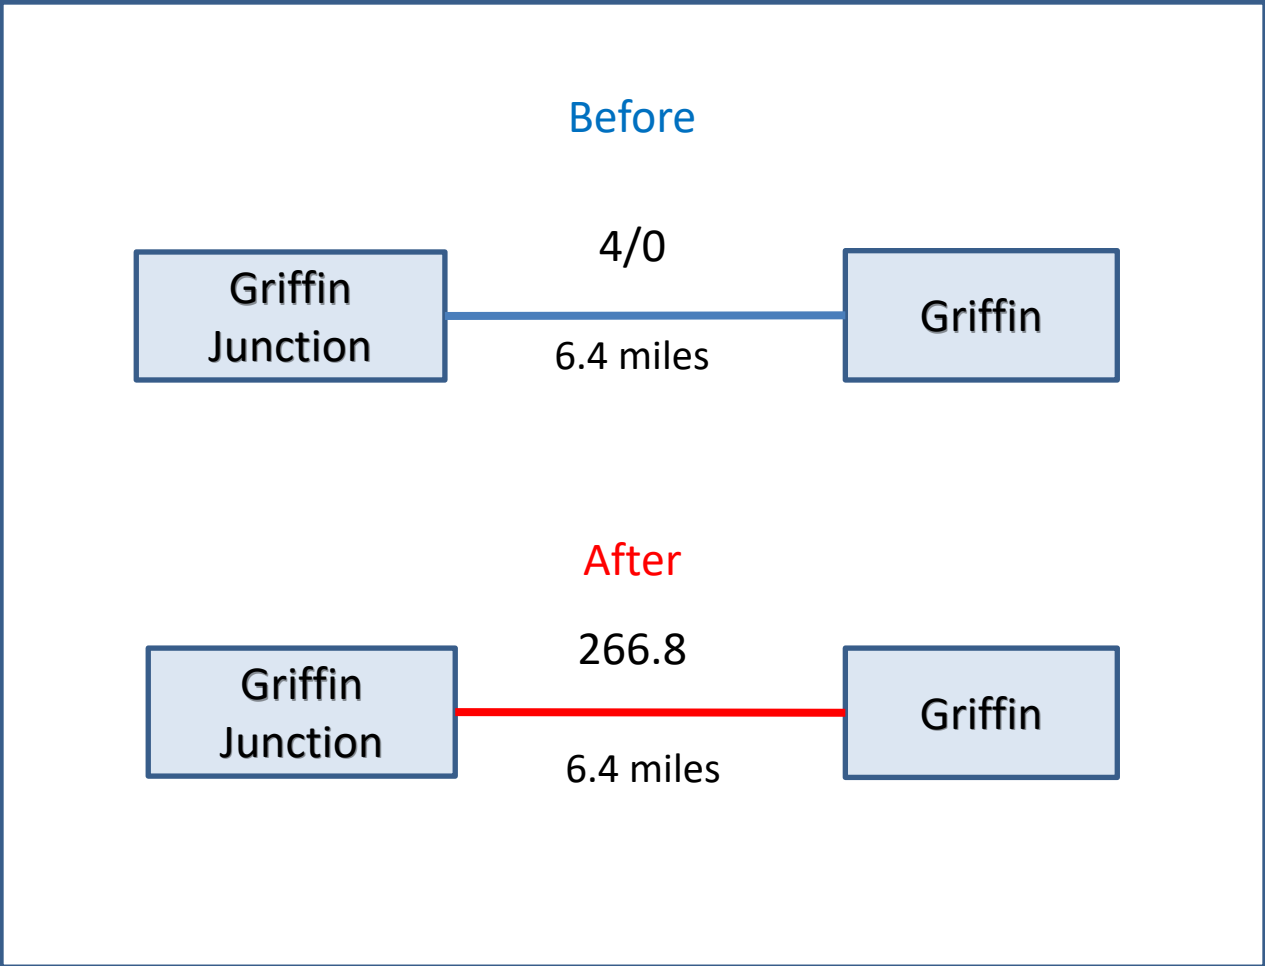 Before
4/0
Griffin
Junction
Griffin
6.4 miles
After
266.8
Griffin
Junction
Griffin
6.4 miles